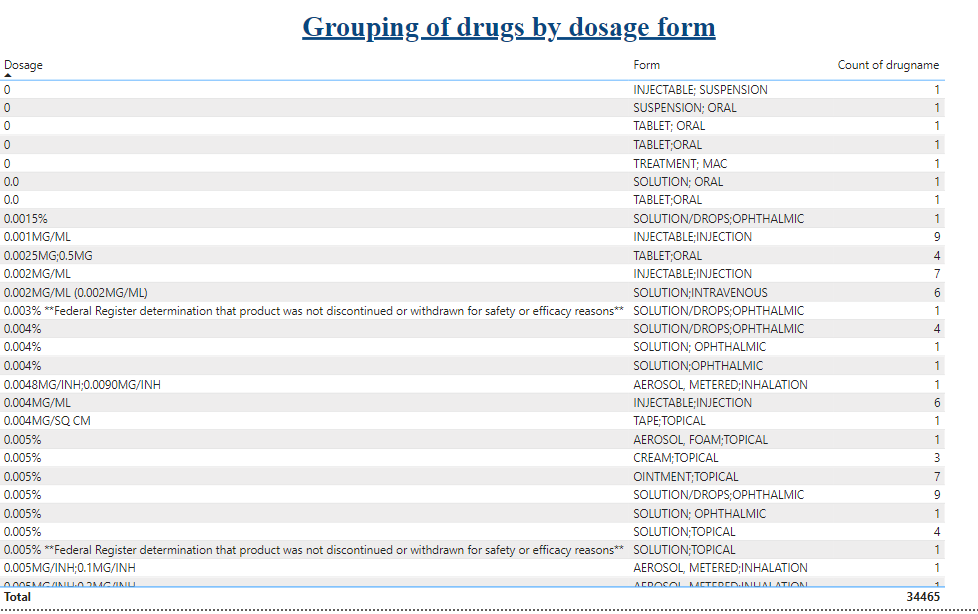 Grouping of drugs by dosage form
Dosage Form Count of drugname
0 INJECTABLE; SUSPENSION 1
0 SUSPENSION; ORAL 1
0 TABLET; ORAL 1
0 TABLET;ORAL 1
0 TREATMENT; MAC 1
0.0 SOLUTION; ORAL 1
0.0 TABLET;ORAL 1
0.0015% SOLUTION/DROPS;OPHTHALMIC 1
0.001MG/ML INJECTABLE;INJECTION 9
0.0025MG;0.5MG TABLET;ORAL 4
0.002MG/ML INJECTABLE;INJECTION 7
0.002MG/ML (0.002MG/ML) SOLUTION;INTRAVENOUS 6
0.003% **Federal Register determination that product was not discontinued or withdrawn for safety or efficacy reasons** SOLUTION/DROPS;OPHTHALMIC 1
0.004% SOLUTION/DROPS;OPHTHALMIC 4
0.004% SOLUTION; OPHTHALMIC 1
0.004% SOLUTION;OPHTHALMIC 1
0.0048MG/INH;0.0090MG/INH AEROSOL, METERED;INHALATION 1
0.004MG/ML INJECTABLE;INJECTION 6
0.004MG/SQ CM TAPE;TOPICAL 1
0.005% AEROSOL, FOAM;TOPICAL 1
0.005% CREAM;TOPICAL 3
0.005% OINTMENT;TOPICAL 7
0.005% SOLUTION/DROPS;OPHTHALMIC 9
0.005% SOLUTION; OPHTHALMIC 1
0.005% SOLUTION;TOPICAL 4
0.005% **Federal Register determination that product was not discontinued or withdrawn for safety or efficacy reasons** SOLUTION;TOPICAL 1
0.005MG/INH;0.1MG/INH AEROSOL, METERED;INHALATION 1
0.005MG/INH;0.2MG/INH AEROSOL, METERED;INHALATION 1
Total 34465